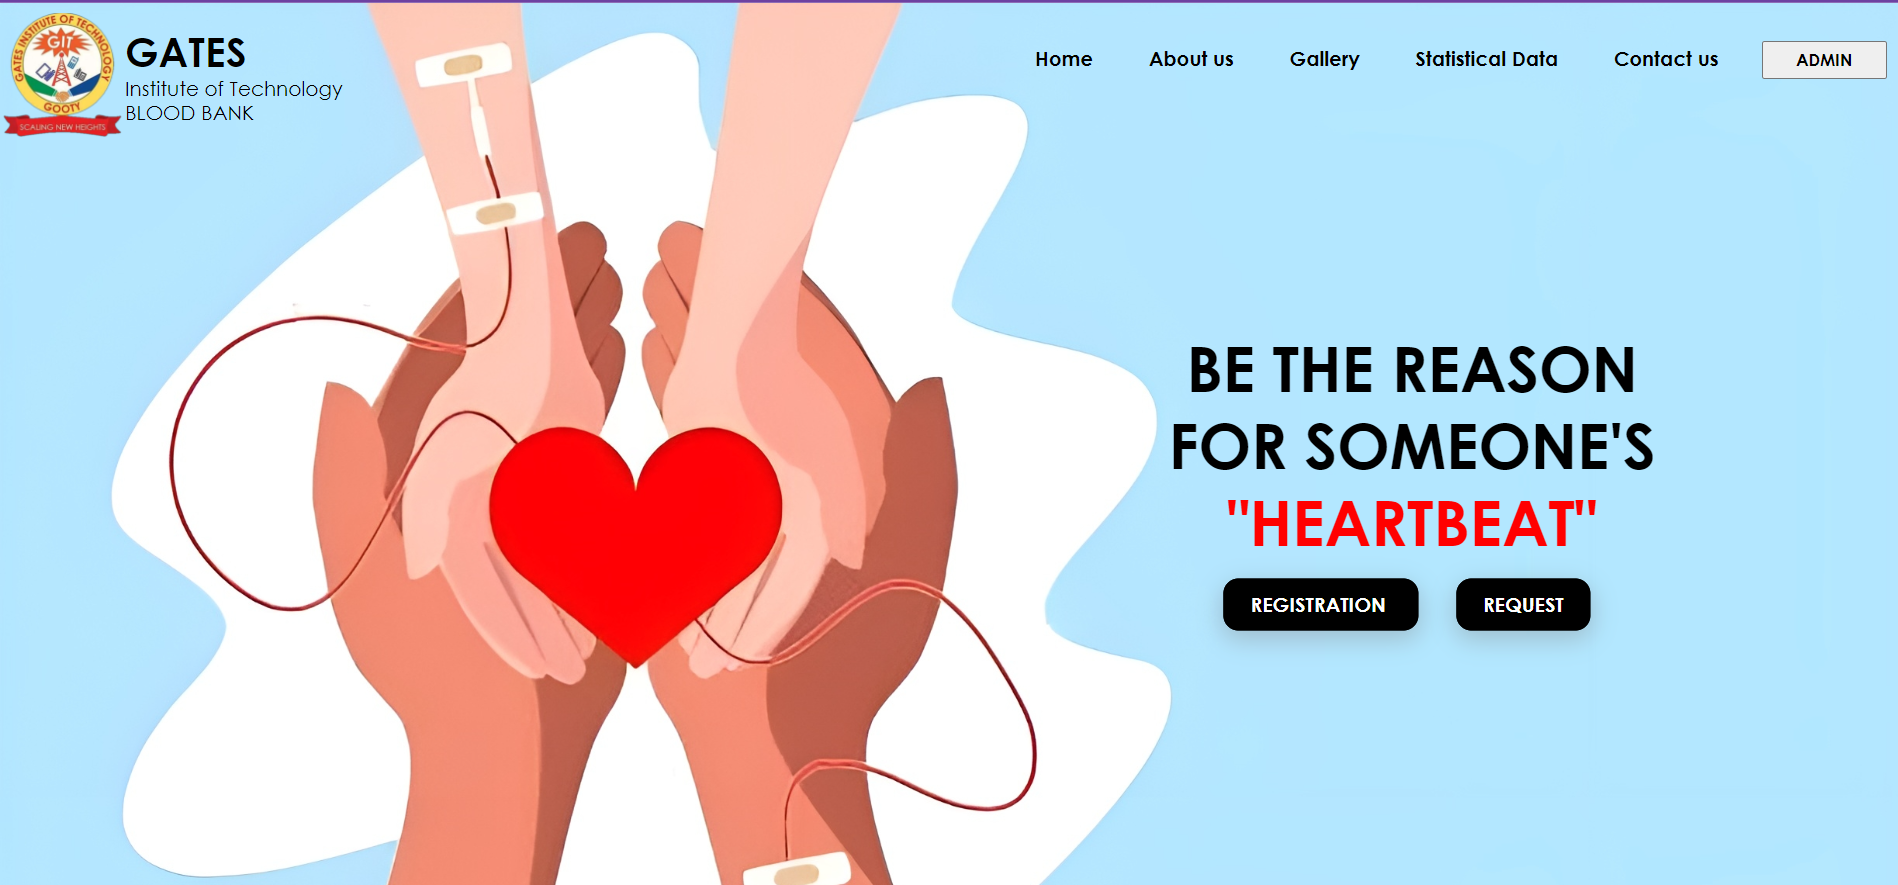 GATES INSTITUTE OF TECHNOLOGY
GIT
GOOTY
SCALING NEW HEIGHTS
GATES
Institute of Technology
BLOOD BANK
Home
About us
Gallery
Statistical Data
Contact us
ADMIN
BE THE REASON
FOR SOMEONE'S
"HEARTBEAT"
REGISTRATION
REQUEST